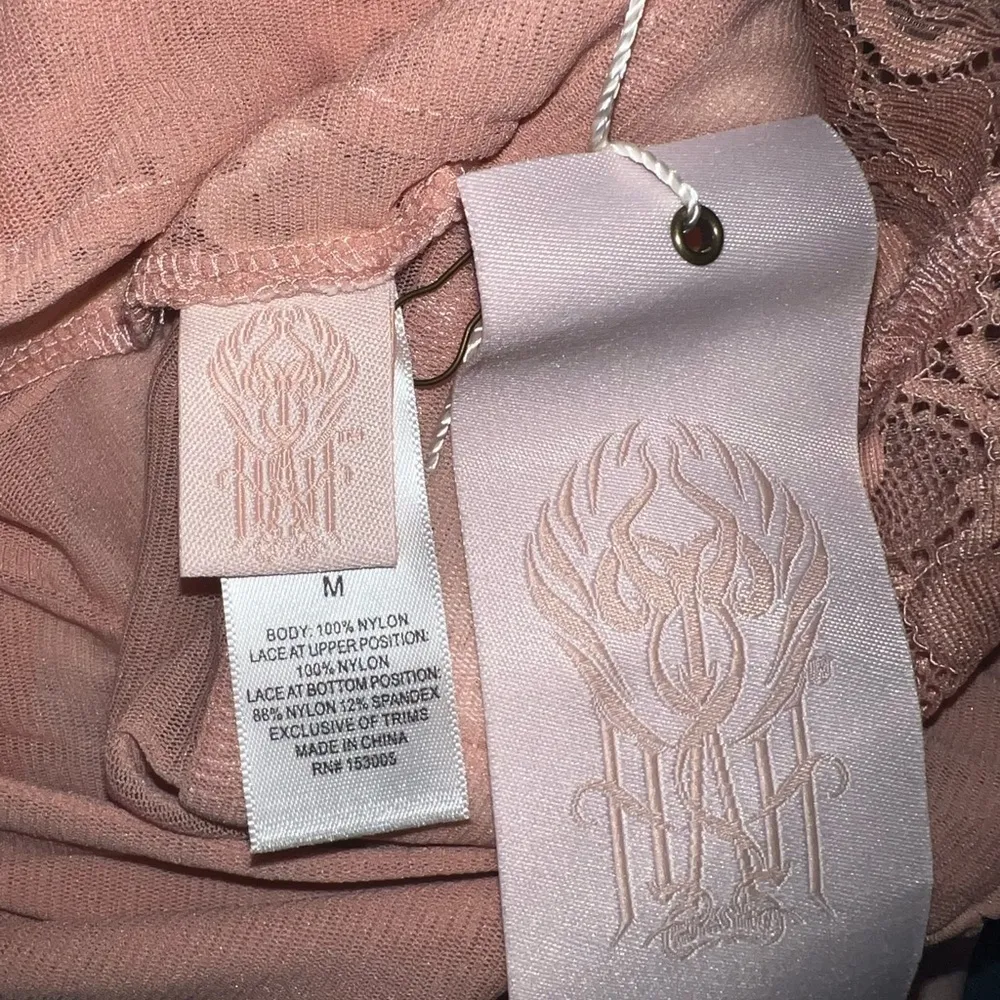 TM
M
BODY: 100% NYLON
LACE AT UPPER POSITION:
100% NYLON
LACE AT BOTTOM POSITION:
88% NYLON 12% SPANDEX
EXCLUSIVE OF TRIMS
MADE IN CHINA
RN# 153005